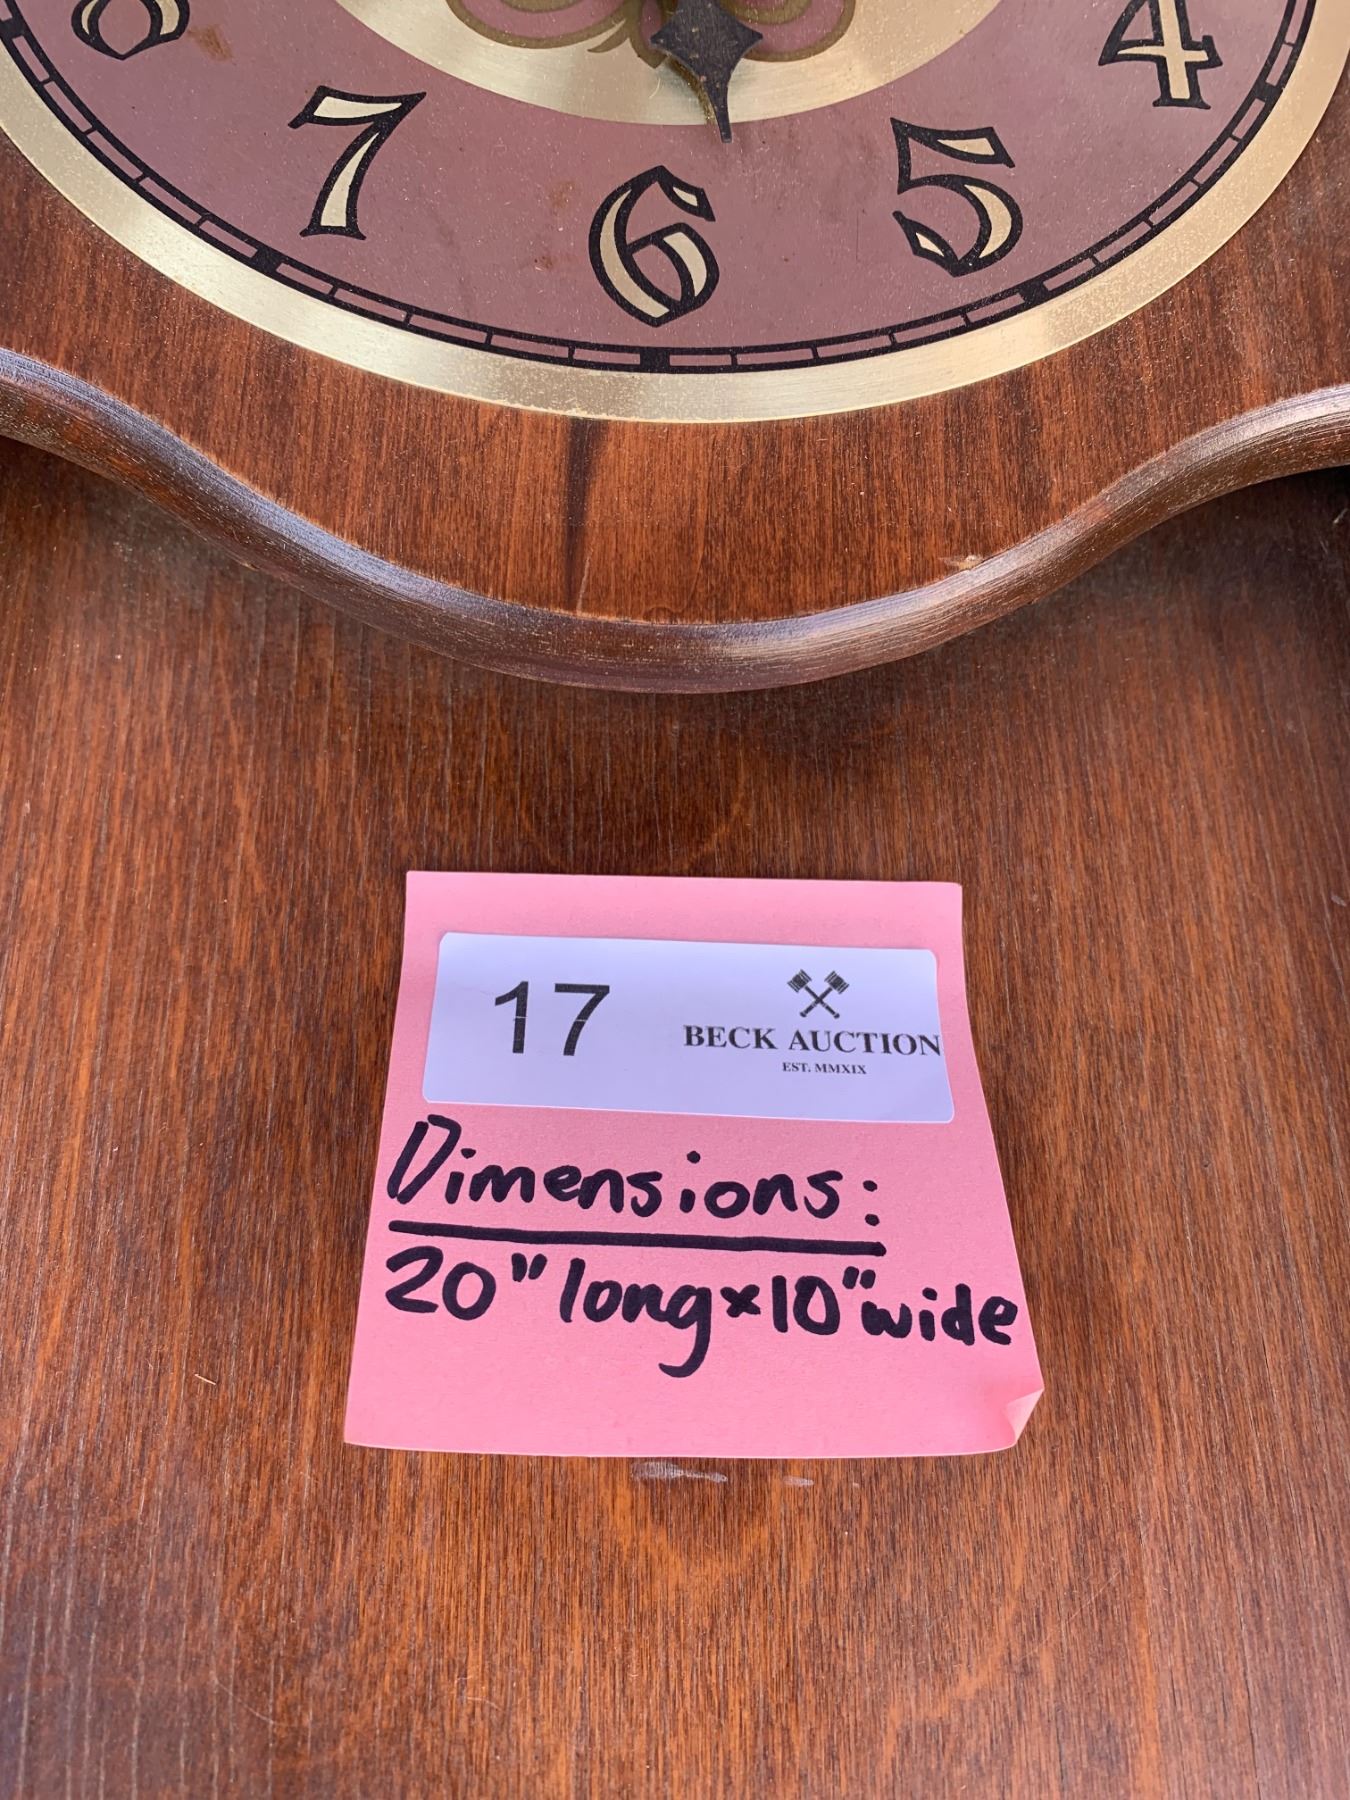 8 7 6 5 4
17
BECK AUCTION
EST. MMXIX
Dimensions:
20" long x 10" wide